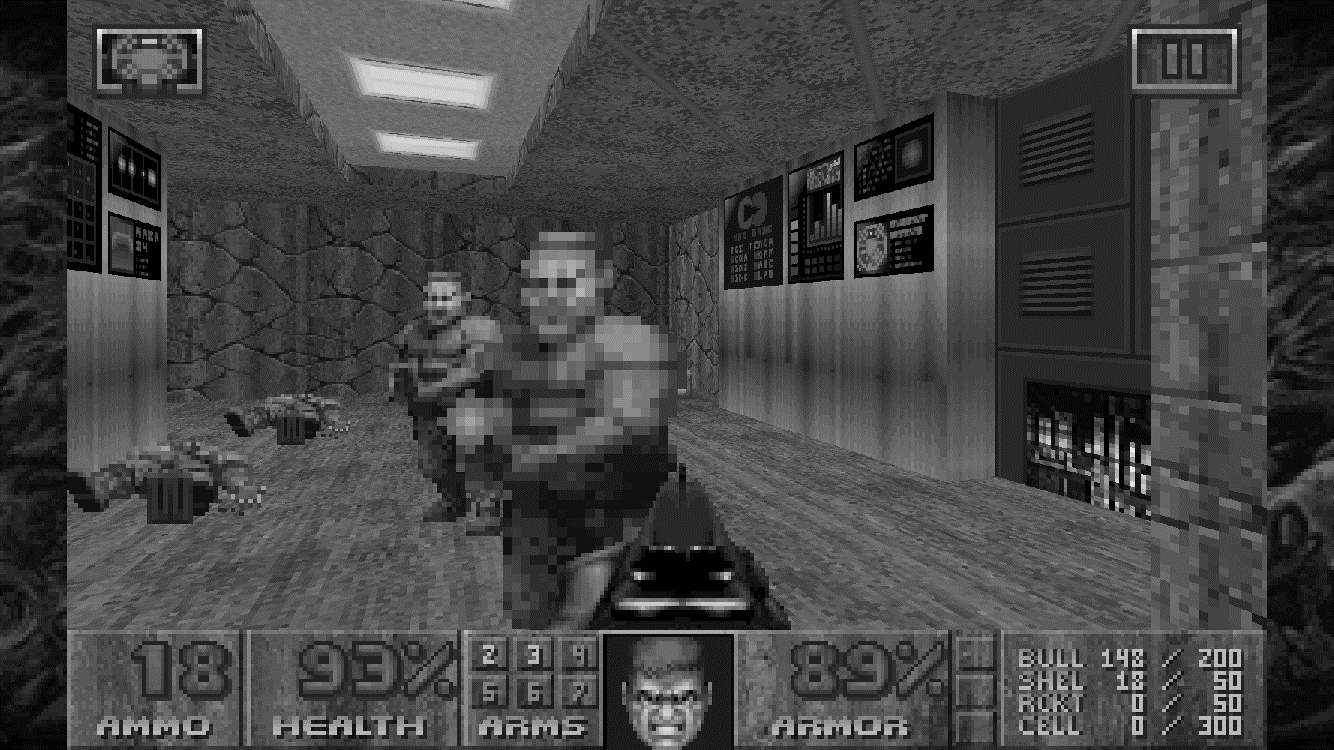 18 93% 2 3 4 89% BULL 148 / 200
5 6 7 SHEL 18 / 50
RCKT 0 / 50
AMMO HEALTH ARMS ARMOR CELL 0 / 300